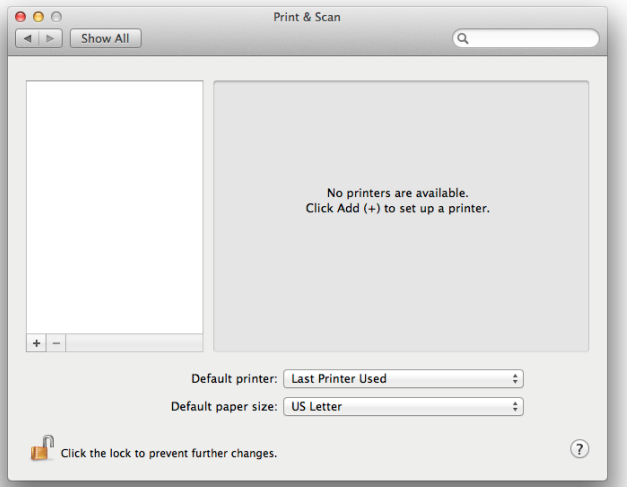 Print & Scan
Show All
No printers are available.
Click Add (+) to set up a printer.
+ −
Default printer: Last Printer Used
Default paper size: US Letter
Click the lock to prevent further changes.
?